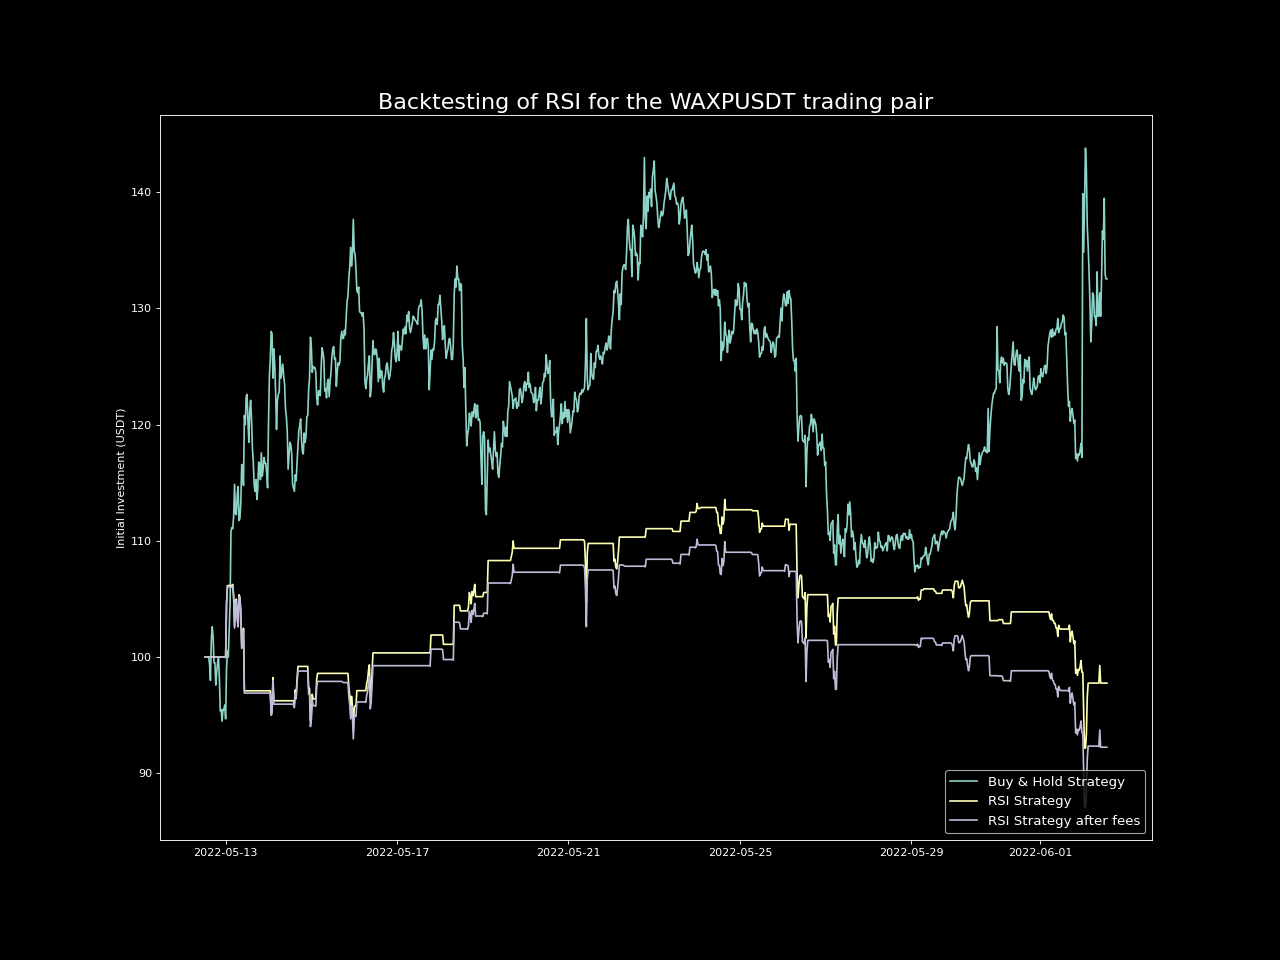 Backtesting of RSI for the WAXPUSDT trading pair
Initial Investment (USDT)
140
130
120
110
100
90
2022-05-13
2022-05-17
2022-05-21
2022-05-25
2022-05-29
2022-06-01
Buy & Hold Strategy
RSI Strategy
RSI Strategy after fees